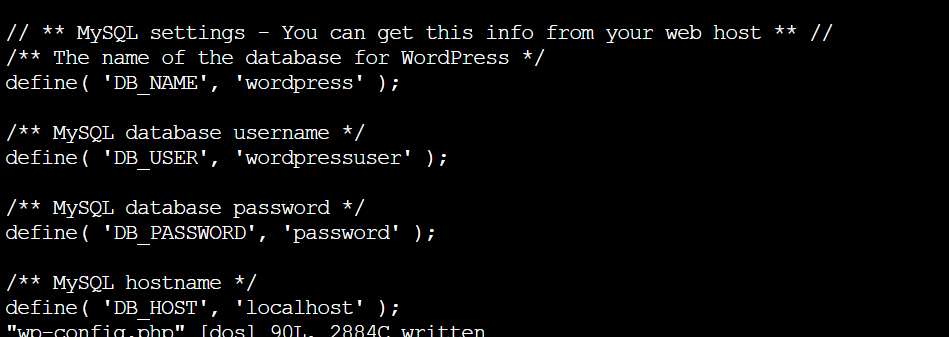 // ** MySQL settings - You can get this info from your web host ** //
/** The name of the database for WordPress */
define( 'DB_NAME', 'wordpress' );
/** MySQL database username */
define( 'DB_USER', 'wordpressuser' );
/** MySQL database password */
define( 'DB_PASSWORD', 'password' );
/** MySQL hostname */
define( 'DB_HOST', 'localhost' );
"wp-config.php" [dos] 90L, 2884C written